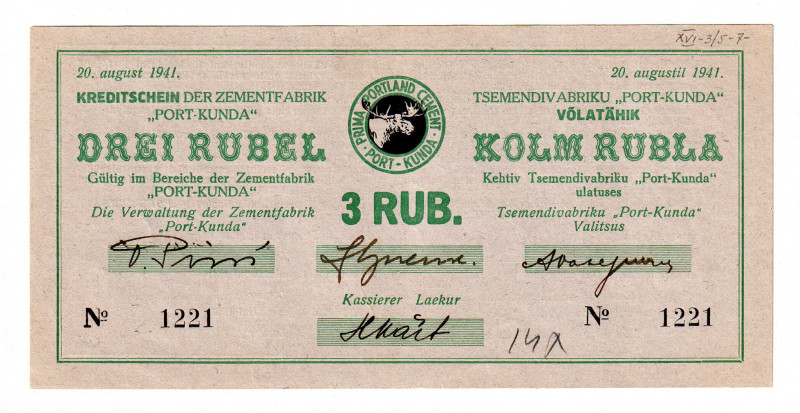 XVI-3/5-7-
20. august 1941.
KREDITSCHEIN DER ZEMENTFABRIK
„PORT-KUNDA“
DREI RUBEL
Gültig im Bereiche der Zementfabrik
„PORT-KUNDA“
Die Verwaltung der Zementfabrik
„Port-Kunda“
№ 1221
PRIMA PORTLAND CEMENT · PORT-KUNDA ·
3 RUB.
Kassierer Laekur
20. augustil 1941.
TSEMENDIVABRIKU „PORT-KUNDA“
VÕLATÄHIK
KOLM RUBLA
Kehtiv Tsemendivabriku „Port-Kunda“
ulatuses
Tsemendivabriku „Port-Kunda“
Valitsus
№ 1221